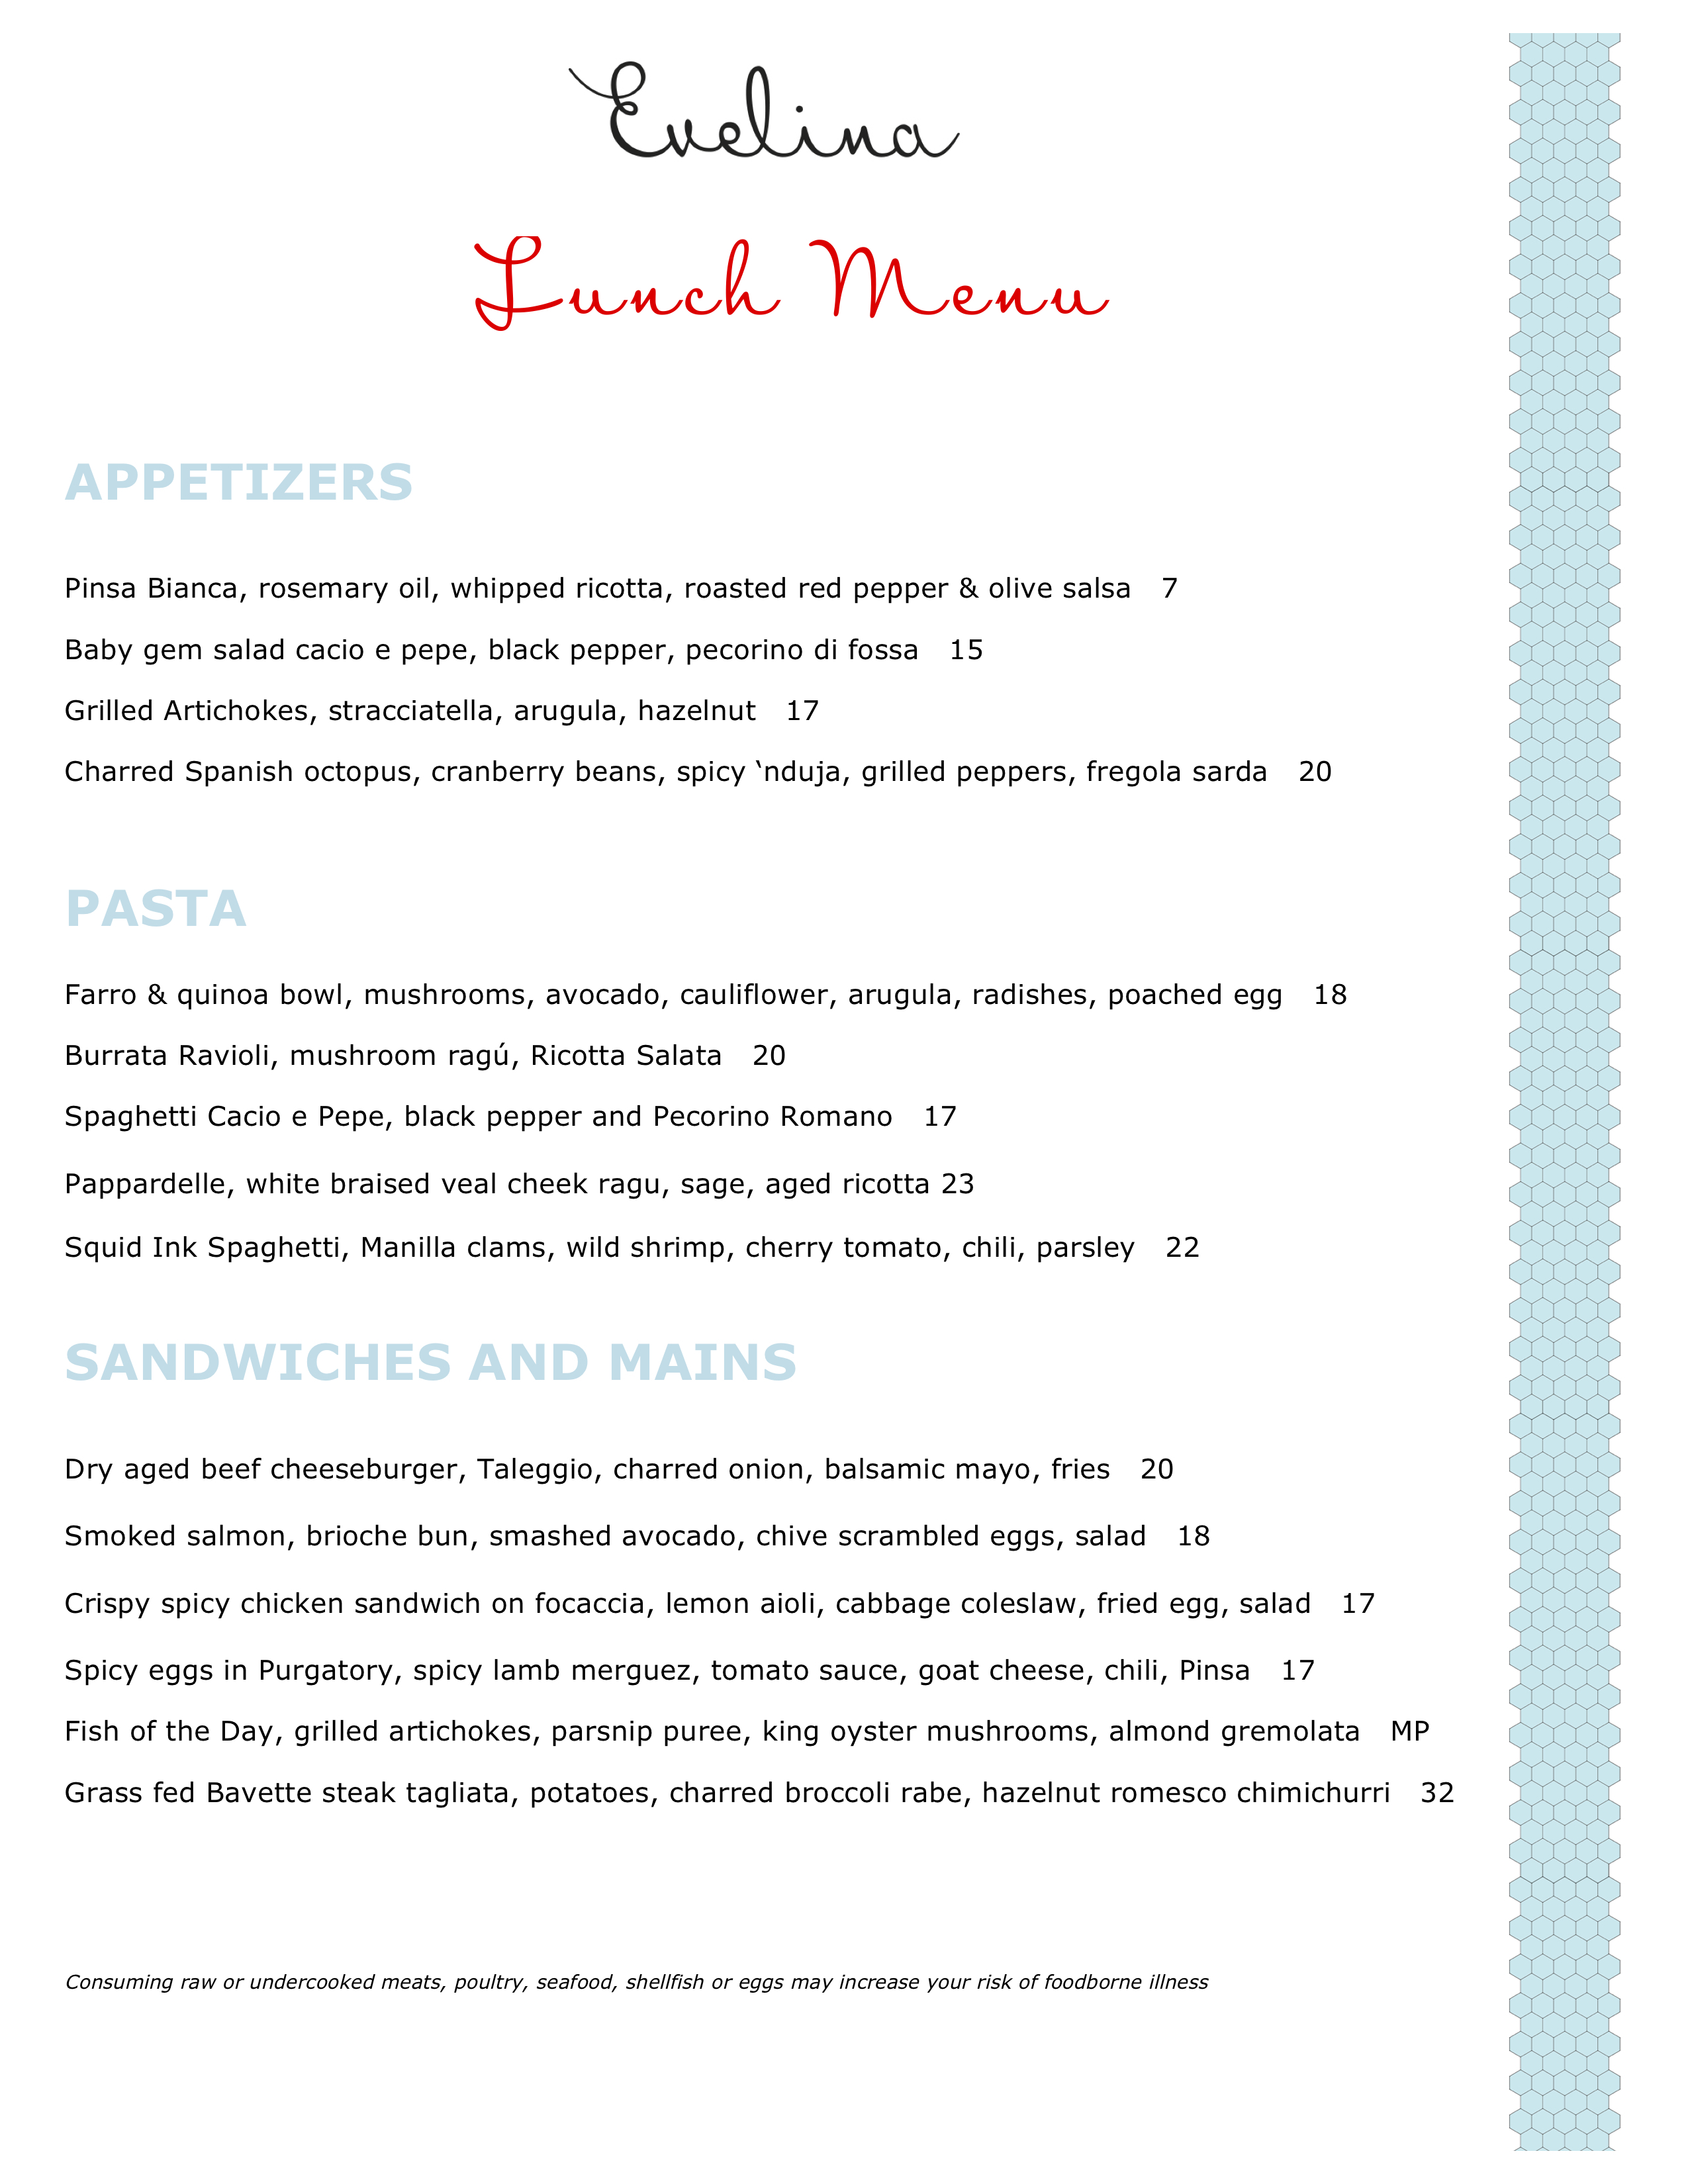 Evelina
Lunch Menu
APPETIZERS
Pinsa Bianca, rosemary oil, whipped ricotta, roasted red pepper & olive salsa 7
Baby gem salad cacio e pepe, black pepper, pecorino di fossa 15
Grilled Artichokes, stracciatella, arugula, hazelnut 17
Charred Spanish octopus, cranberry beans, spicy ‛nduja, grilled peppers, fregola sarda 20
PASTA
Farro & quinoa bowl, mushrooms, avocado, cauliflower, arugula, radishes, poached egg 18
Burrata Ravioli, mushroom ragú, Ricotta Salata 20
Spaghetti Cacio e Pepe, black pepper and Pecorino Romano 17
Pappardelle, white braised veal cheek ragu, sage, aged ricotta 23
Squid Ink Spaghetti, Manilla clams, wild shrimp, cherry tomato, chili, parsley 22
SANDWICHES AND MAINS
Dry aged beef cheeseburger, Taleggio, charred onion, balsamic mayo, fries 20
Smoked salmon, brioche bun, smashed avocado, chive scrambled eggs, salad 18
Crispy spicy chicken sandwich on focaccia, lemon aioli, cabbage coleslaw, fried egg, salad 17
Spicy eggs in Purgatory, spicy lamb merguez, tomato sauce, goat cheese, chili, Pinsa 17
Fish of the Day, grilled artichokes, parsnip puree, king oyster mushrooms, almond gremolata MP
Grass fed Bavette steak tagliata, potatoes, charred broccoli rabe, hazelnut romesco chimichurri 32
Consuming raw or undercooked meats, poultry, seafood, shellfish or eggs may increase your risk of foodborne illness